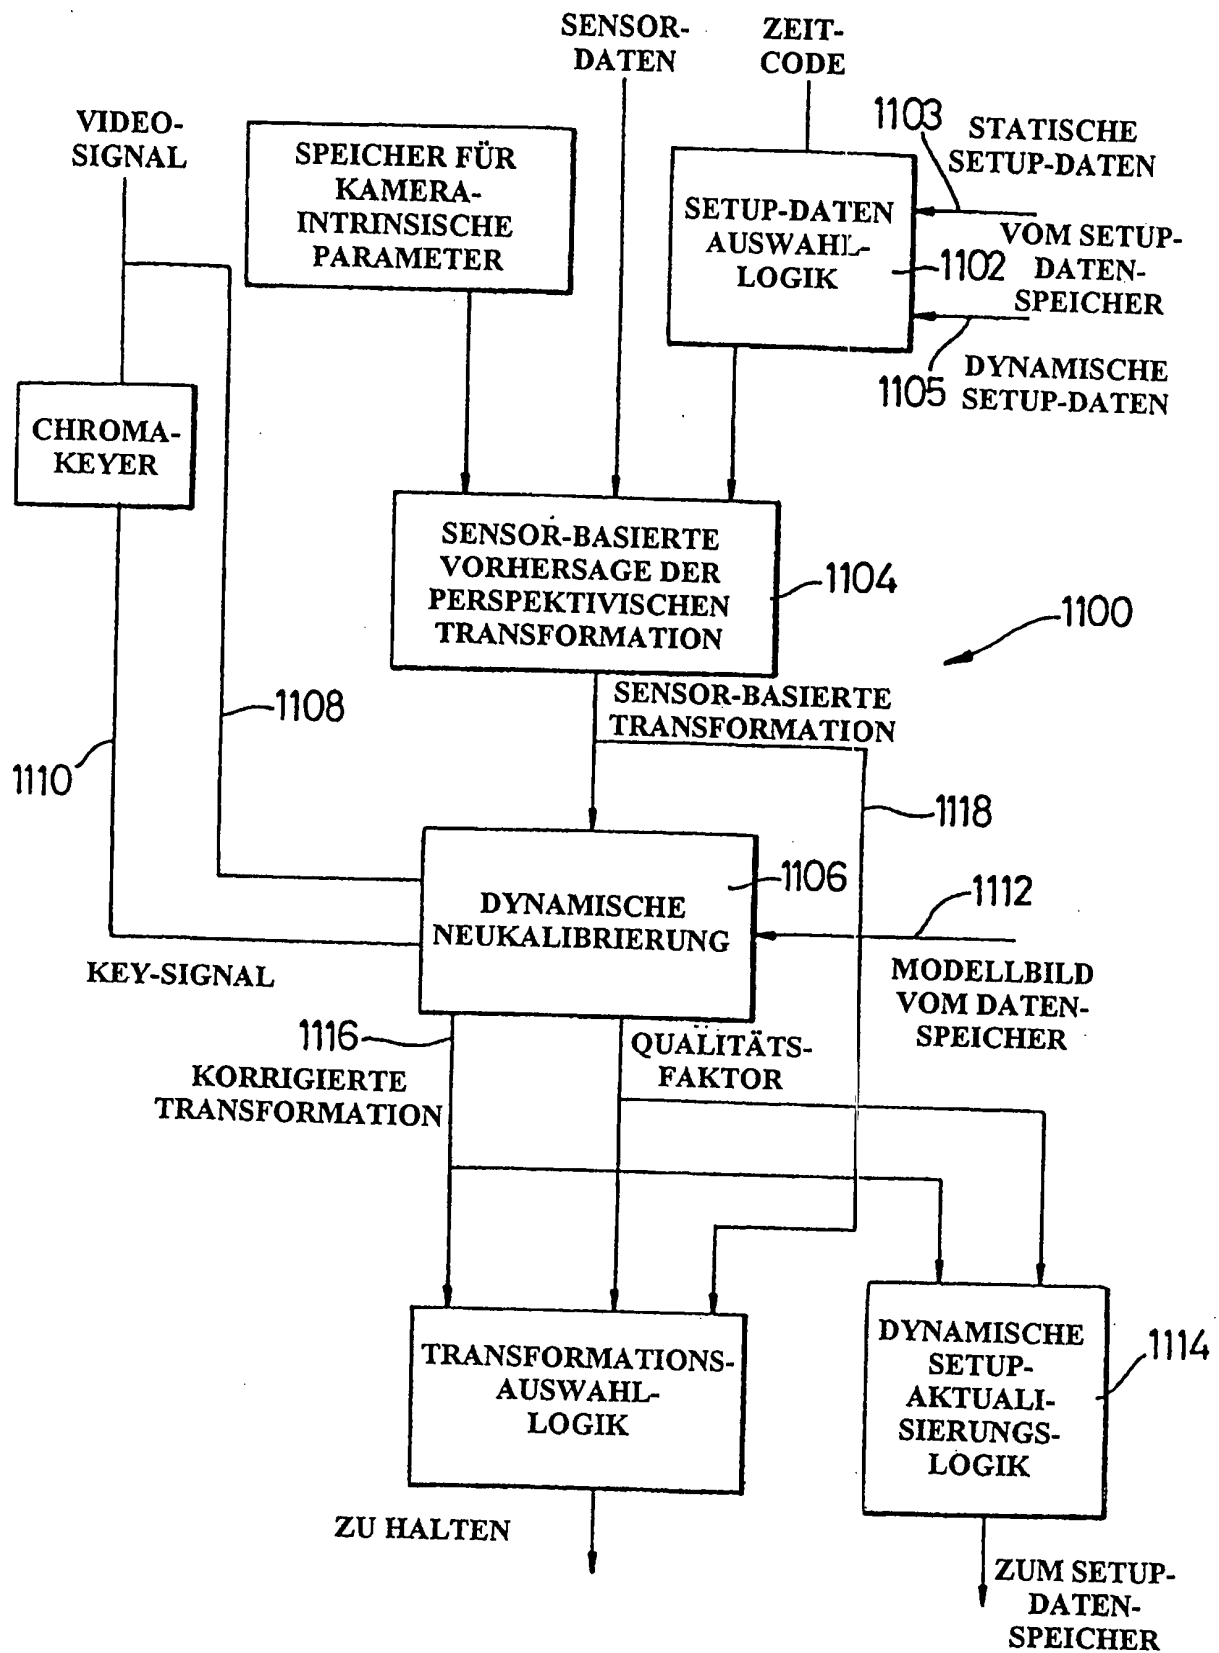 SENSOR-
DATEN
ZEIT-
CODE
VIDEO-
SIGNAL
SPEICHER FÜR
KAMERA-
INTRINSISCHE
PARAMETER
SETUP-DATEN
AUSWAHL-
LOGIK
1103
STATISCHE
SETUP-DATEN
VOM SETUP-
DATEN-
SPEICHER
1102
1105
DYNAMISCHE
SETUP-DATEN
CHROMA-
KEYER
SENSOR-BASIERTE
VORHERSAGE DER
PERSPEKTIVISCHEN
TRANSFORMATION
1104
1100
SENSOR-BASIERTE
TRANSFORMATION
1108
1110
1118
DYNAMISCHE
NEUKALIBRIERUNG
1106
1112
KEY-SIGNAL
MODELLBILD
VOM DATEN-
SPEICHER
1116
KORRIGIERTE
TRANSFORMATION
QUALITÄTS-
FAKTOR
TRANSFORMATIONS-
AUSWAHL-
LOGIK
DYNAMISCHE
SETUP-
AKTUALI-
SIERUNGS-
LOGIK
1114
ZU HALTEN
ZUM SETUP-
DATEN-
SPEICHER